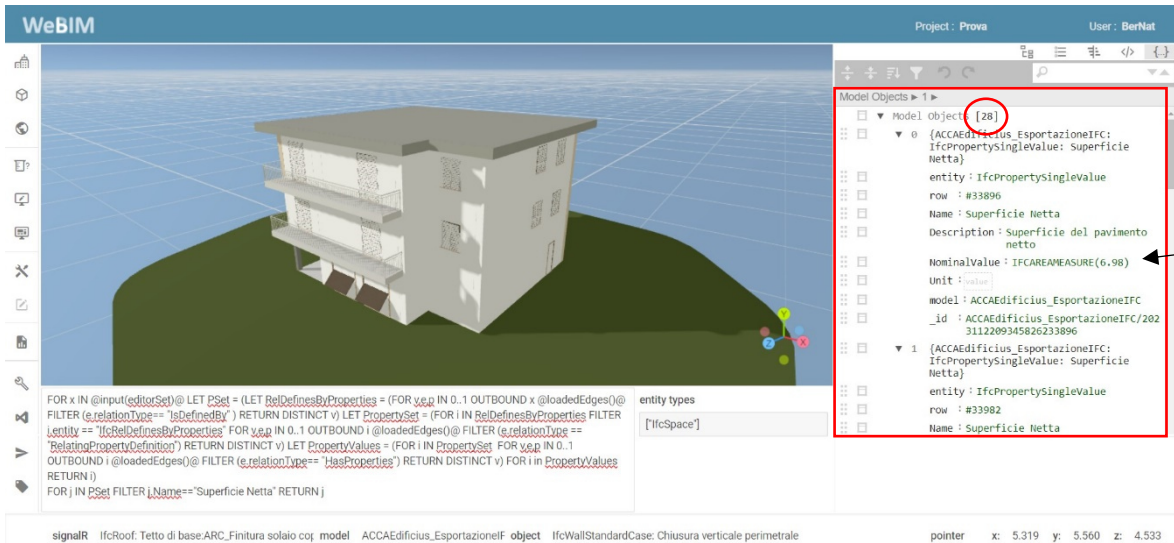 WeBIM
Project : Prova
User : BerNat
Model Objects ▸ 1 ▸
Model Objects [28]
0 {ACCAEdificius_EsportazioneIFC:
IfcPropertySingleValue: Superficie
Netta}
entity : IfcPropertySingleValue
row : #33896
Name : Superficie Netta
Description : Superficie del pavimento
netto
NominalValue : IFCAREAMEASURE(6.98)
Unit : value
model : ACCAEdificius_EsportazioneIFC
_id : ACCAEdificius_EsportazioneIFC/202
3112209345826233896
1 {ACCAEdificius_EsportazioneIFC:
IfcPropertySingleValue: Superficie
Netta}
entity : IfcPropertySingleValue
row : #33982
Name : Superficie Netta
Y
Z
X
FOR x IN @input(editorSet)@ LET PSet = (LET RelDefinesByProperties = (FOR v,e,p IN 0..1 OUTBOUND x @loadedEdges()@
FILTER (e.relationType== "IsDefinedBy" ) RETURN DISTINCT v) LET PropertySet = (FOR i IN RelDefinesByProperties FILTER
i.entity == "IfcRelDefinesByProperties" FOR v,e,p IN 0..1 OUTBOUND i @loadedEdges()@ FILTER (e.relationType ==
"RelatingPropertyDefinition") RETURN DISTINCT v) LET PropertyValues = (FOR i IN PropertySet FOR v,e,p IN 0..1
OUTBOUND i @loadedEdges()@ FILTER (e.relationType== "HasProperties") RETURN DISTINCT v) FOR i in PropertyValues
RETURN i)
FOR j IN PSet FILTER j.Name=="Superficie Netta" RETURN j
entity types
['IfcSpace']
signalR IfcRoof: Tetto di base:ARC_Finitura solaio cop model ACCAEdificius_EsportazioneIF object IfcWallStandardCase: Chiusura verticale perimetrale
pointer x: 5.319 y: 5.560 z: 4.533